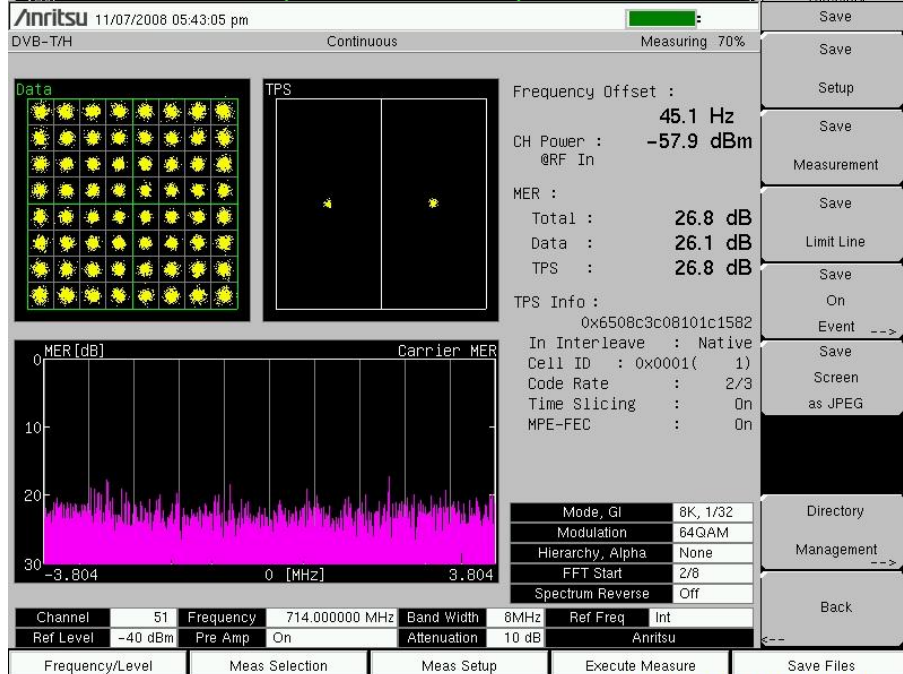 Anritsu 11/07/2008 05:43:05 pm
DVB-T/H Continuous Measuring 70%
Data
TPS
Frequency Offset :
45.1 Hz
CH Power : -57.9 dBm
@RF In
MER :
Total : 26.8 dB
Data : 26.1 dB
TPS : 26.8 dB
TPS Info :
0x6508c3c08101c1582
In Interleave : Native
Cell ID : 0x0001( 1)
Code Rate : 2/3
Time Slicing : On
MPE-FEC : On
MER[dB] Carrier MER
0
10
20
30
-3.804 0 [MHz] 3.804
Mode, GI 8K, 1/32
Modulation 64QAM
Hierarchy, Alpha None
FFT Start 2/8
Spectrum Reverse Off
Channel 51 Frequency 714.000000 MHz Band Width 8MHz Ref Freq Int
Ref Level -40 dBm Pre Amp On Attenuation 10 dB Anritsu
Frequency/Level Meas Selection Meas Setup Execute Measure Save Files
Save
Save
Setup
Save
Measurement
Save
Limit Line
Save
On
Event -->
Save
Screen
as JPEG
Directory
Management
-->
Back
<--